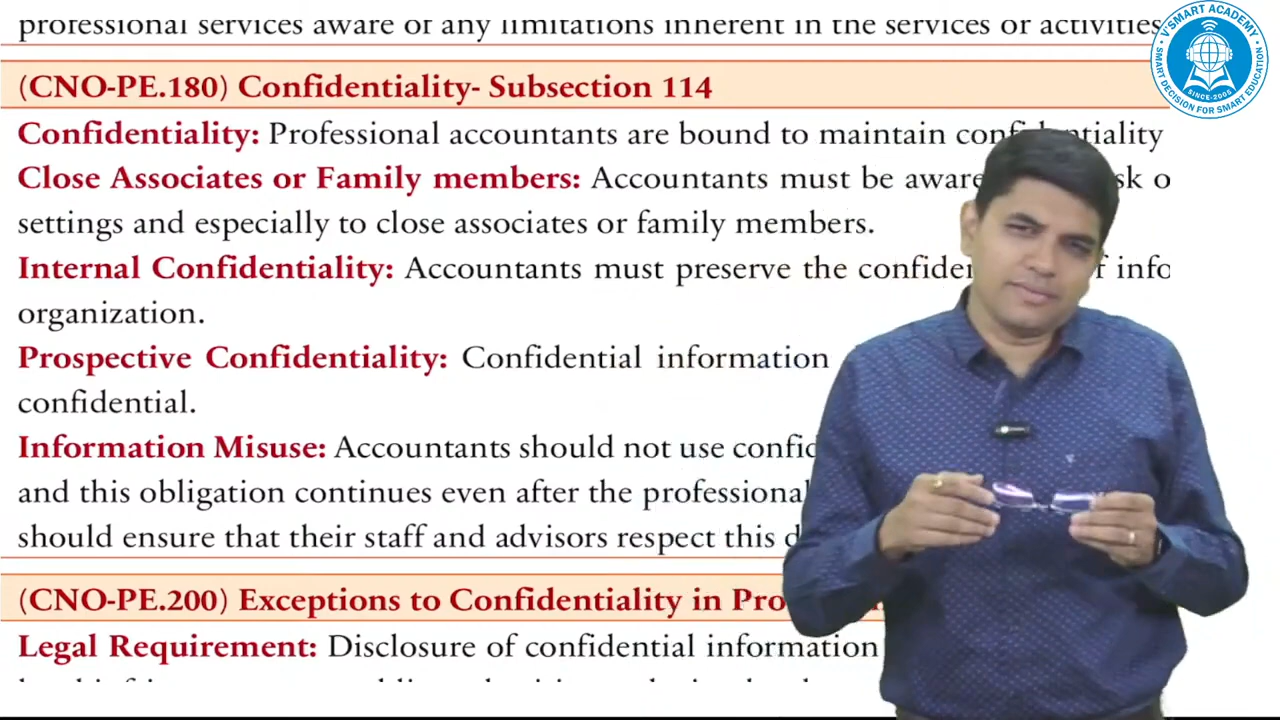 professional services aware of any limitations inherent in the services or activities
(CNO-PE.180) Confidentiality- Subsection 114
Confidentiality: Professional accountants are bound to maintain confidentiality
Close Associates or Family members: Accountants must be aware
settings and especially to close associates or family members.
Internal Confidentiality: Accountants must preserve the
organization.
Prospective Confidentiality: Confidential information
confidential.
Information Misuse: Accountants should not use
and this obligation continues even after the professional
should ensure that their staff and advisors respect this
(CNO-PE.200) Exceptions to Confidentiality in
Legal Requirement: Disclosure of confidential information
V'SMART ACADEMY
SINCE-2005
SMART DECISION FOR SMART EDUCATION